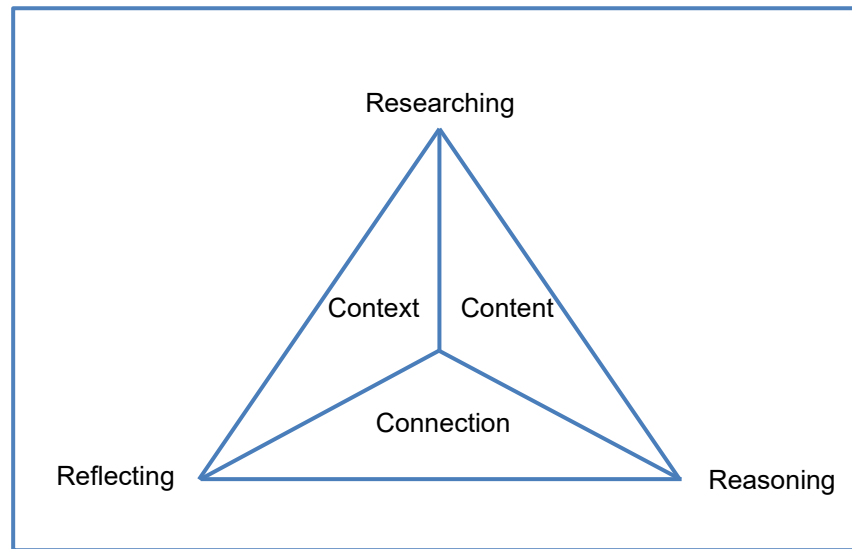 Researching
Context Content
Connection
Reflecting Reasoning